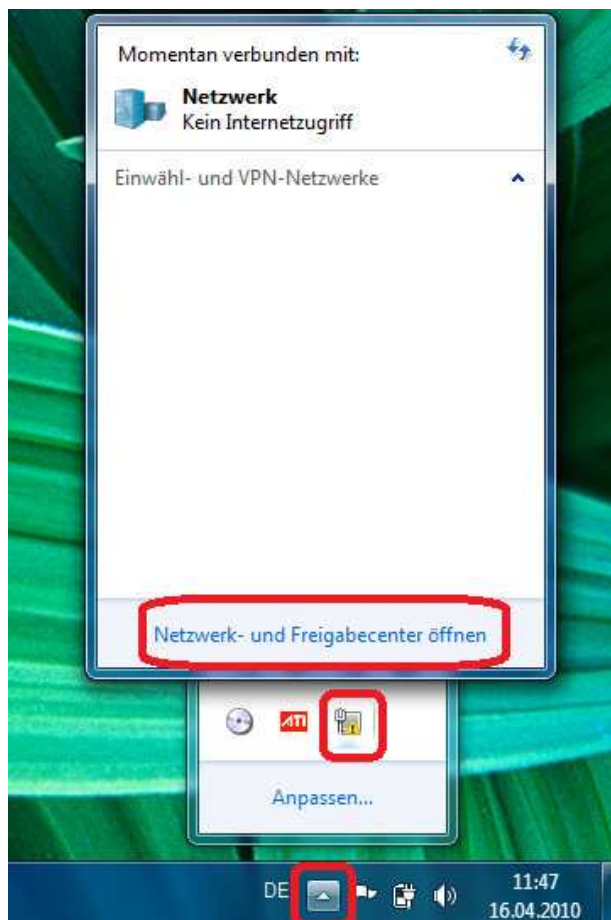 Momentan verbunden mit:
Netzwerk
Kein Internetzugriff
Einwähl- und VPN-Netzwerke
Netzwerk- und Freigabecenter öffnen
ATI
Anpassen...
DE
11:47
16.04.2010